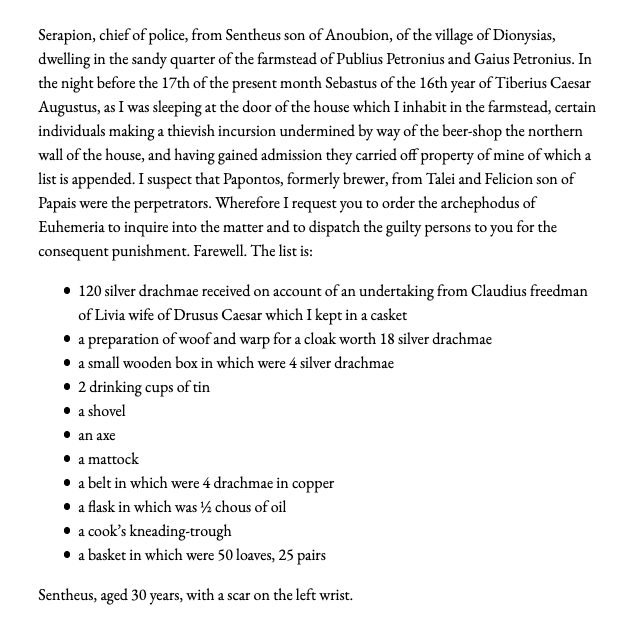 Serapion, chief of police, from Sentheus son of Anoubion, of the village of Dionysias,
dwelling in the sandy quarter of the farmstead of Publius Petronius and Gaius Petronius. In
the night before the 17th of the present month Sebastus of the 16th year of Tiberius Caesar
Augustus, as I was sleeping at the door of the house which I inhabit in the farmstead, certain
individuals making a thievish incursion undermined by way of the beer-shop the northern
wall of the house, and having gained admission they carried off property of mine of which a
list is appended. I suspect that Papontos, formerly brewer, from Talei and Felicion son of
Papais were the perpetrators. Wherefore I request you to order the archephodus of
Euhemeria to inquire into the matter and to dispatch the guilty persons to you for the
consequent punishment. Farewell. The list is:
• 120 silver drachmae received on account of an undertaking from Claudius freedman
of Livia wife of Drusus Caesar which I kept in a casket
• a preparation of woof and warp for a cloak worth 18 silver drachmae
• a small wooden box in which were 4 silver drachmae
• 2 drinking cups of tin
• a shovel
• an axe
• a mattock
• a belt in which were 4 drachmae in copper
• a flask in which was ½ chous of oil
• a cook’s kneading-trough
• a basket in which were 50 loaves, 25 pairs
Sentheus, aged 30 years, with a scar on the left wrist.